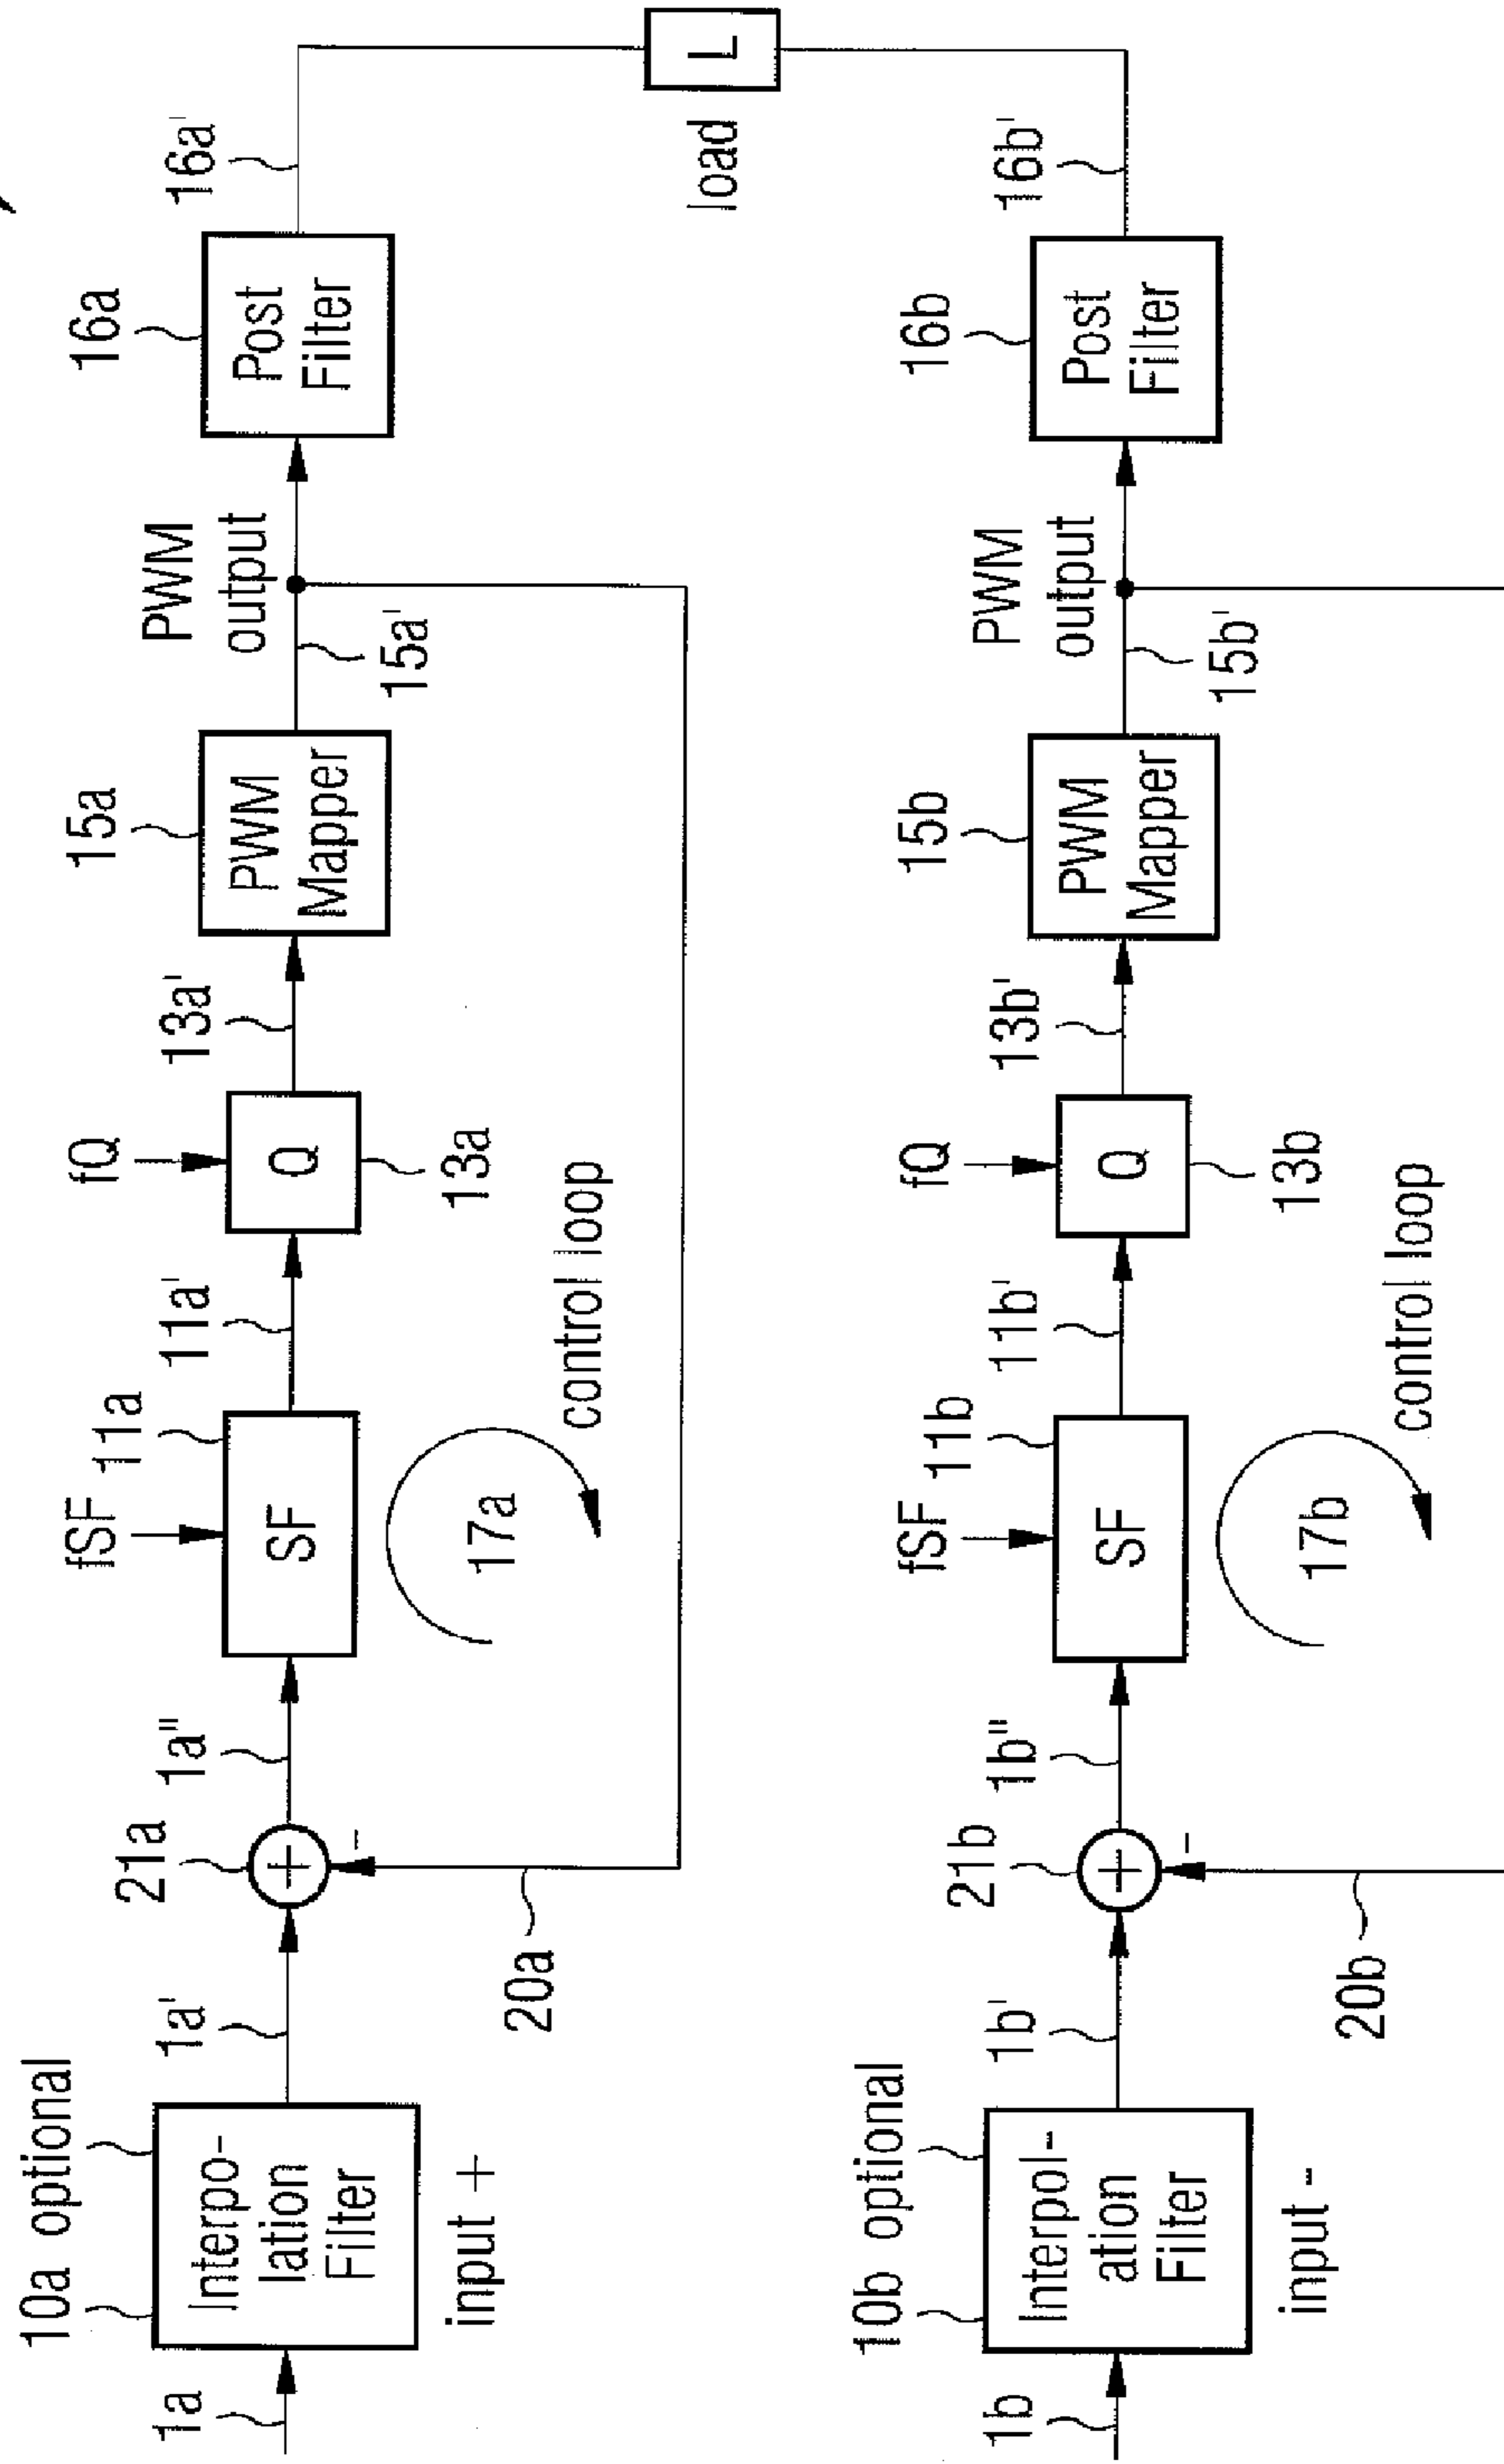 10a optional
1a
Interpo-
lation
Filter
input +
1a'
21a
+
-
1a"
20a
fSF
11a
SF
17a
control loop
11a'
fQ
Q
13a
13a'
15a
PWM
Mapper
15a'
PWM
output
16a
Post
Filter
16a'
L
load
10b optional
1b
Interpol-
ation
Filter
input -
1b'
21b
+
-
1b"
20b
fSF
11b
SF
17b
control loop
11b'
fQ
Q
13b
13b'
15b
PWM
Mapper
15b'
PWM
output
16b
Post
Filter
16b'